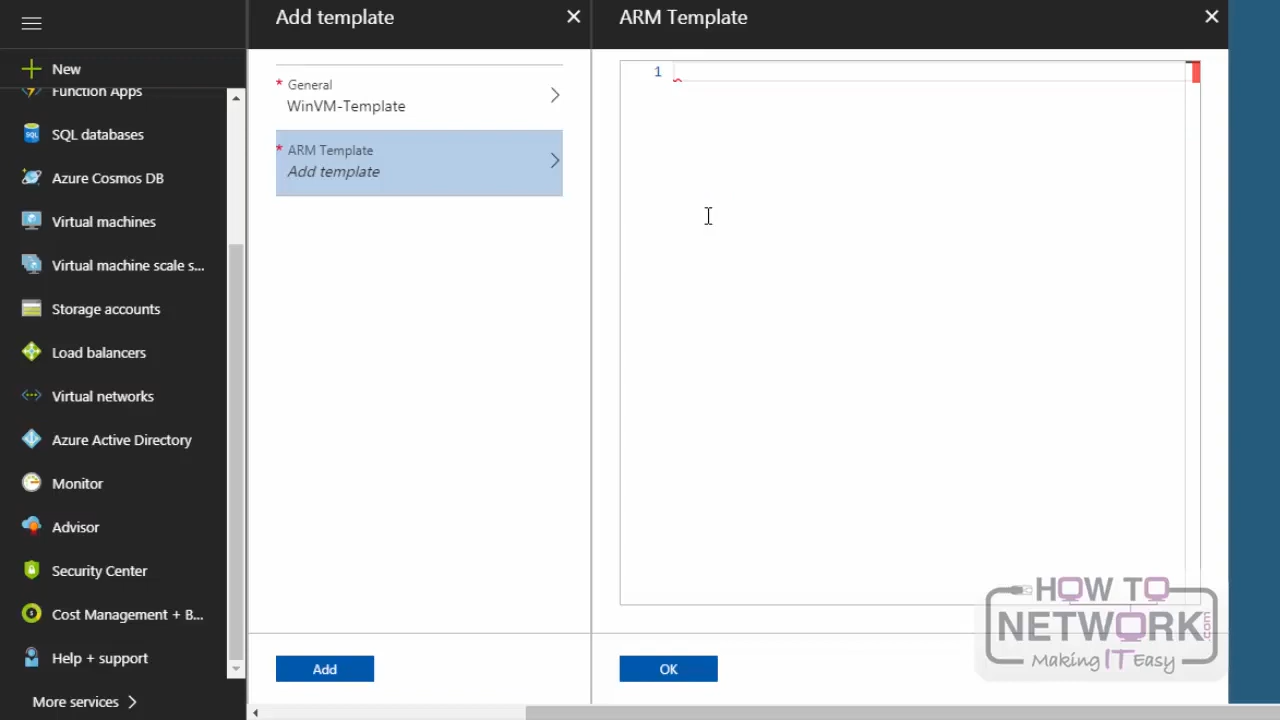 New
Function Apps
SQL databases
Azure Cosmos DB
Virtual machines
Virtual machine scale s...
Storage accounts
Load balancers
Virtual networks
Azure Active Directory
Monitor
Advisor
Security Center
Cost Management + B...
Help + support
More services
Add template
* General
WinVM-Template
* ARM Template
Add template
Add
ARM Template
1
OK
HOW TO
NETWORK.com
Making IT Easy